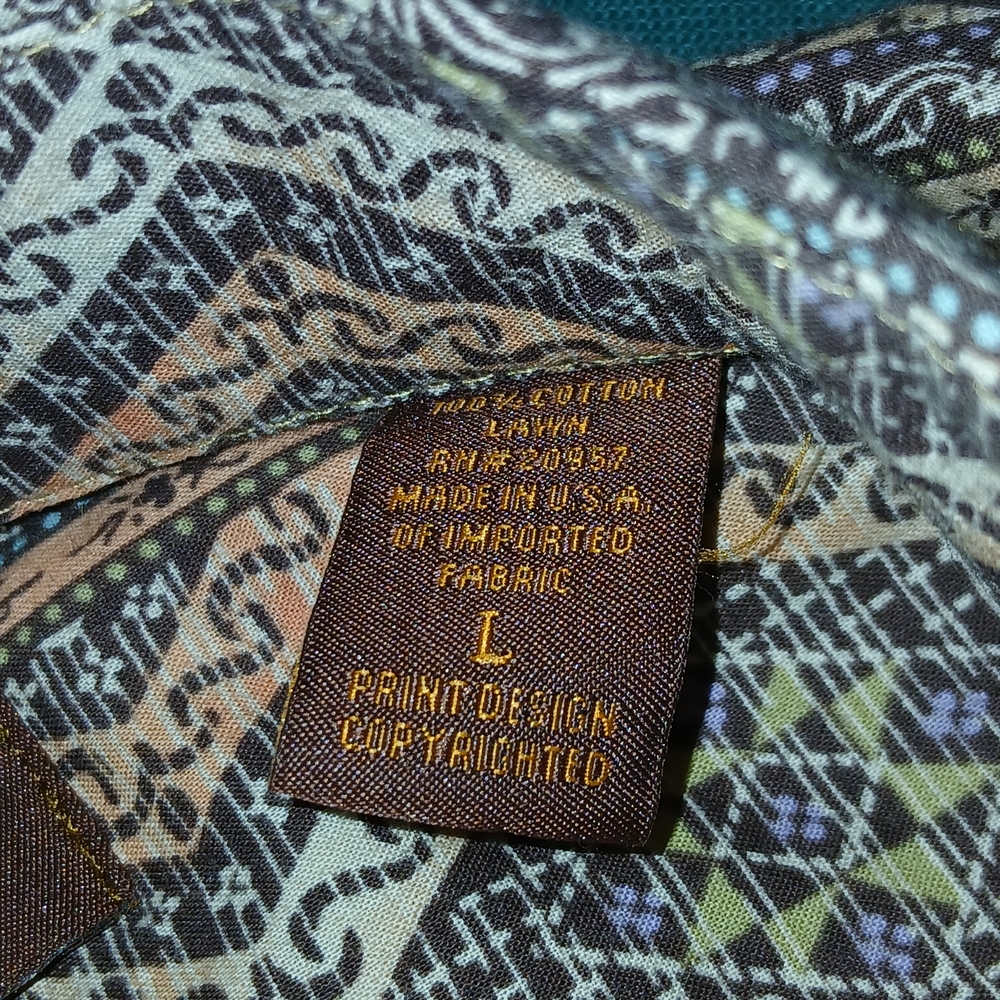 100% COTTON
LAWN
RN# 20957
MADE IN U.S.A.
OF IMPORTED
FABRIC
L
PRINT DESIGN
COPYRIGHTED